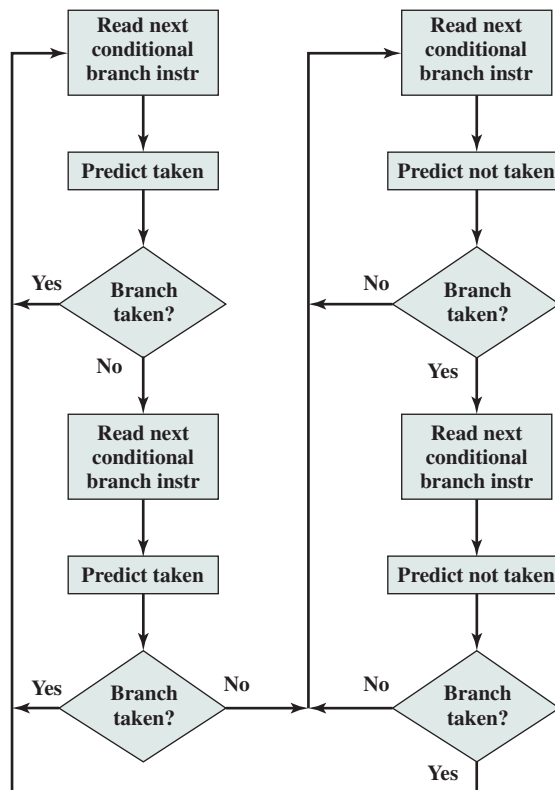 Read next
conditional
branch instr
Predict taken
Yes
Branch
taken?
No
Read next
conditional
branch instr
Predict taken
Yes
Branch
taken?
No
Read next
conditional
branch instr
Predict not taken
No
Branch
taken?
Yes
Read next
conditional
branch instr
Predict not taken
No
Branch
taken?
Yes